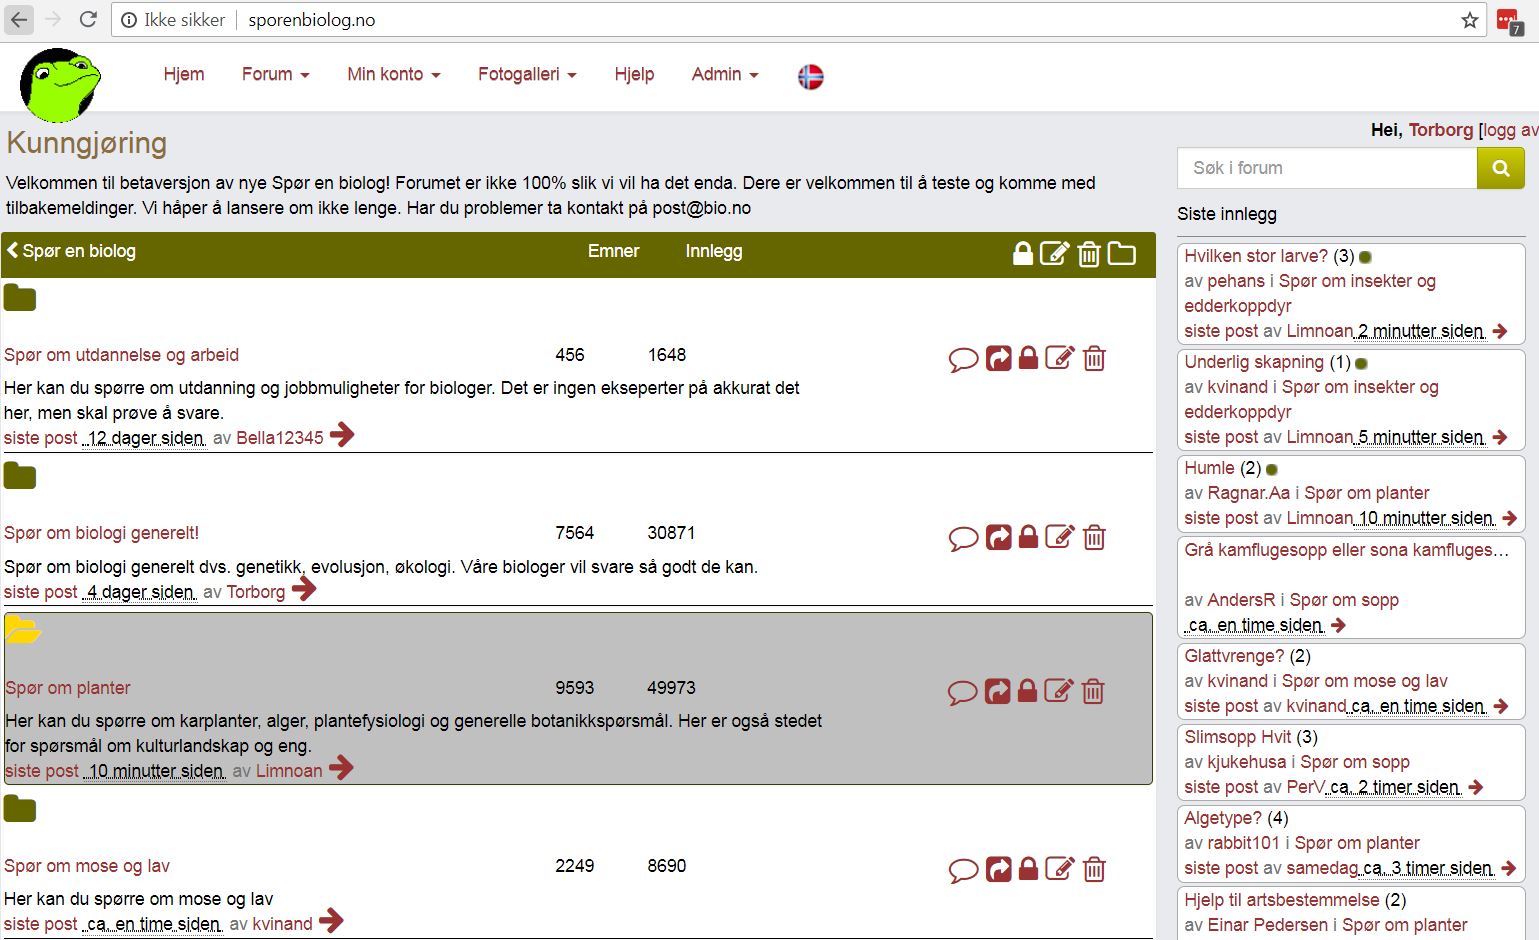 Ikke sikker sporenbiolog.no
7
Hjem Forum Min konto Fotogalleri Hjelp Admin
Hei, Torborg [logg av
Kunngjøring
Velkommen til betaversjon av nye Spør en biolog! Forumet er ikke 100% slik vi vil ha det enda. Dere er velkommen til å teste og komme med
tilbakemeldinger. Vi håper å lansere om ikke lenge. Har du problemer ta kontakt på post@bio.no
Spør en biolog Emner Innlegg
Spør om utdannelse og arbeid 456 1648
Her kan du spørre om utdanning og jobbmuligheter for biologer. Det er ingen ekseperter på akkurat det
her, men skal prøve å svare.
siste post 12 dager siden av Bella12345
Spør om biologi generelt! 7564 30871
Spør om biologi generelt dvs. genetikk, evolusjon, økologi. Våre biologer vil svare så godt de kan.
siste post 4 dager siden av Torborg
Spør om planter 9593 49973
Her kan du spørre om karplanter, alger, plantefysiologi og generelle botanikkspørsmål. Her er også stedet
for spørsmål om kulturlandskap og eng.
siste post 10 minutter siden av Limnoan
Spør om mose og lav 2249 8690
Her kan du spørre om mose og lav
siste post ca. en time siden av kvinand
Søk i forum
Siste innlegg
Hvilken stor larve? (3)
av pehans i Spør om insekter og
edderkoppdyr
siste post av Limnoan 2 minutter siden
Underlig skapning (1)
av kvinand i Spør om insekter og
edderkoppdyr
siste post av Limnoan 5 minutter siden
Humle (2)
av Ragnar.Aa i Spør om planter
siste post av Limnoan 10 minutter siden
Grå kamflugesopp eller sona kamfluges...
av AndersR i Spør om sopp
ca. en time siden
Glattvrenge? (2)
av kvinand i Spør om mose og lav
siste post av kvinand ca. en time siden
Slimsopp Hvit (3)
av kjukehusa i Spør om sopp
siste post av PerV ca. 2 timer siden
Algetype? (4)
av rabbit101 i Spør om planter
siste post av samedag ca. 3 timer siden
Hjelp til artsbestemmelse (2)
av Einar Pedersen i Spør om planter